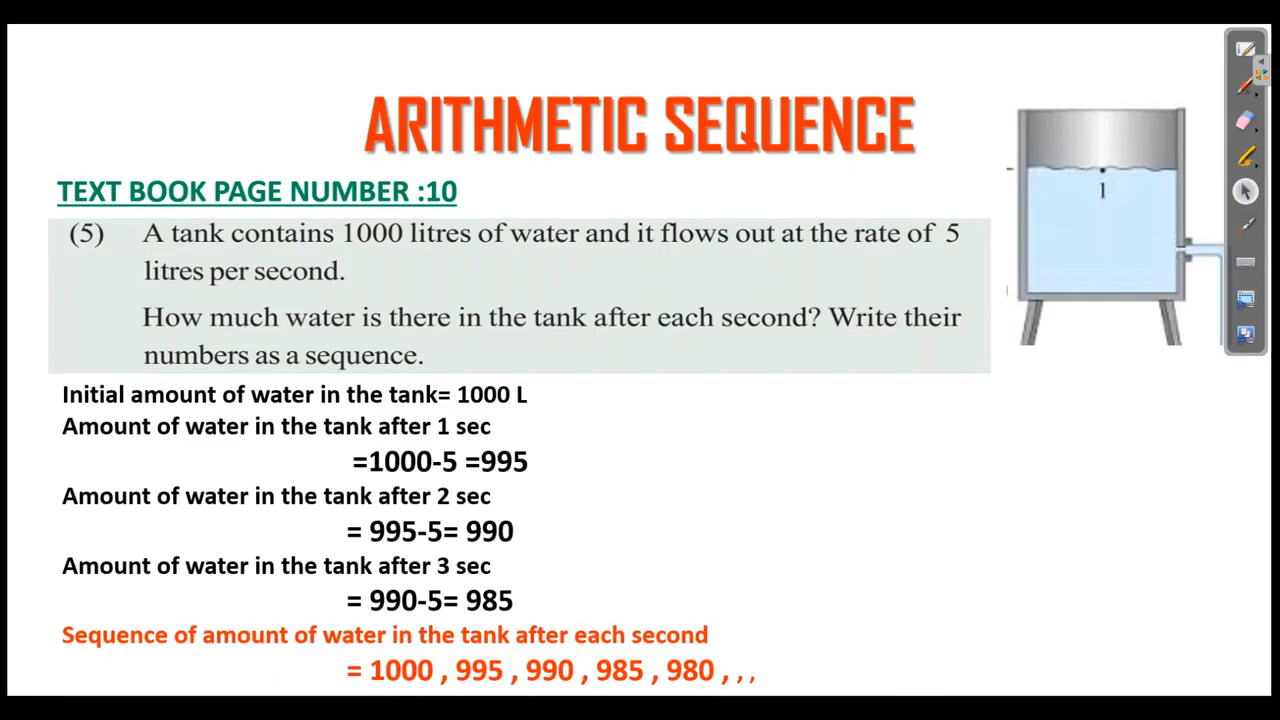 ARITHMETIC SEQUENCE
TEXT BOOK PAGE NUMBER :10
(5) A tank contains 1000 litres of water and it flows out at the rate of 5
litres per second.
How much water is there in the tank after each second? Write their
numbers as a sequence.
1
Initial amount of water in the tank= 1000 L
Amount of water in the tank after 1 sec
=1000-5 =995
Amount of water in the tank after 2 sec
= 995-5= 990
Amount of water in the tank after 3 sec
= 990-5= 985
Sequence of amount of water in the tank after each second
= 1000 , 995 , 990 , 985 , 980 , , ,